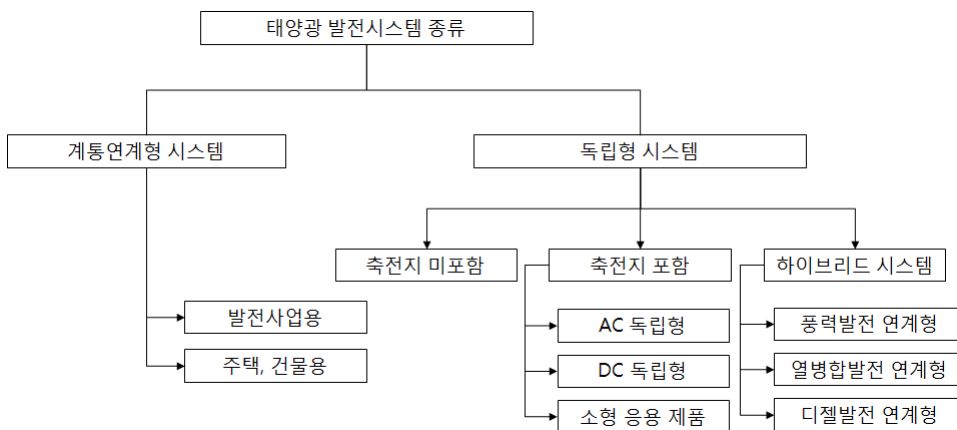 태양광 발전시스템 종류
계통연계형 시스템
독립형 시스템
축전지 미포함
축전지 포함
하이브리드 시스템
발전사업용
주택, 건물용
AC 독립형
DC 독립형
소형 응용 제품
풍력발전 연계형
열병합발전 연계형
디젤발전 연계형